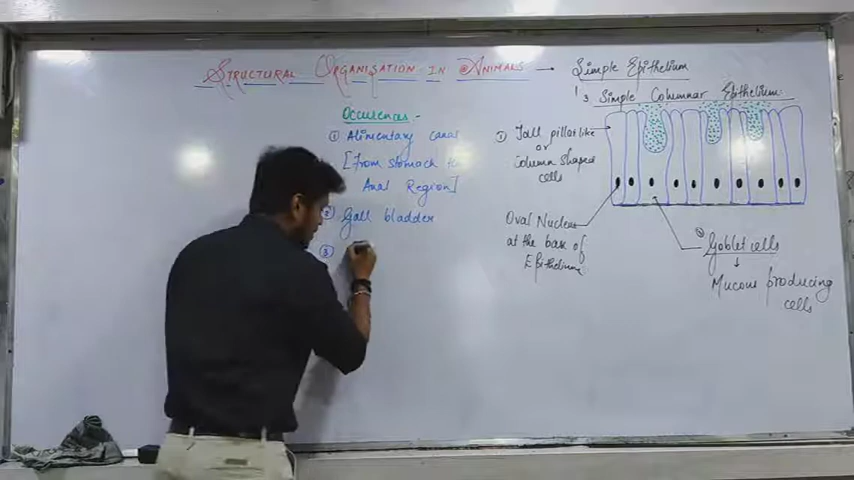 STRUCTURAL ORGANISATION IN ANIMALS → Simple Epithelium
1 3 Simple Columnar Epithelium
Occurences -
① Alimentary canal
[From stomach to
Anal Region]
② Gall bladder
③
① Tall pillar like
or
Column shaped
cells
Oval Nucleus
at the base of
Epithelium
② Goblet cells
↓
Mucous producing
cells